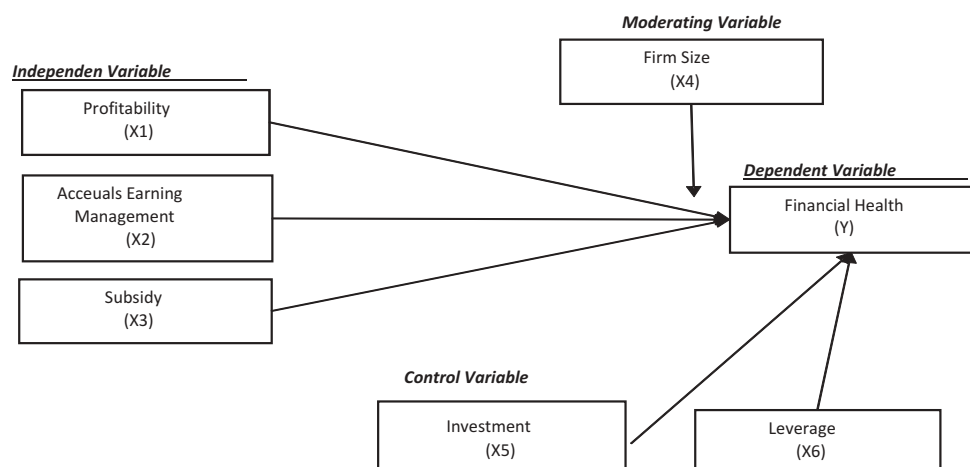 Moderating Variable
Firm Size
(X4)
Independen Variable
Profitability
(X1)
Acceuals Earning
Management
(X2)
Subsidy
(X3)
Dependent Variable
Financial Health
(Y)
Control Variable
Investment
(X5)
Leverage
(X6)